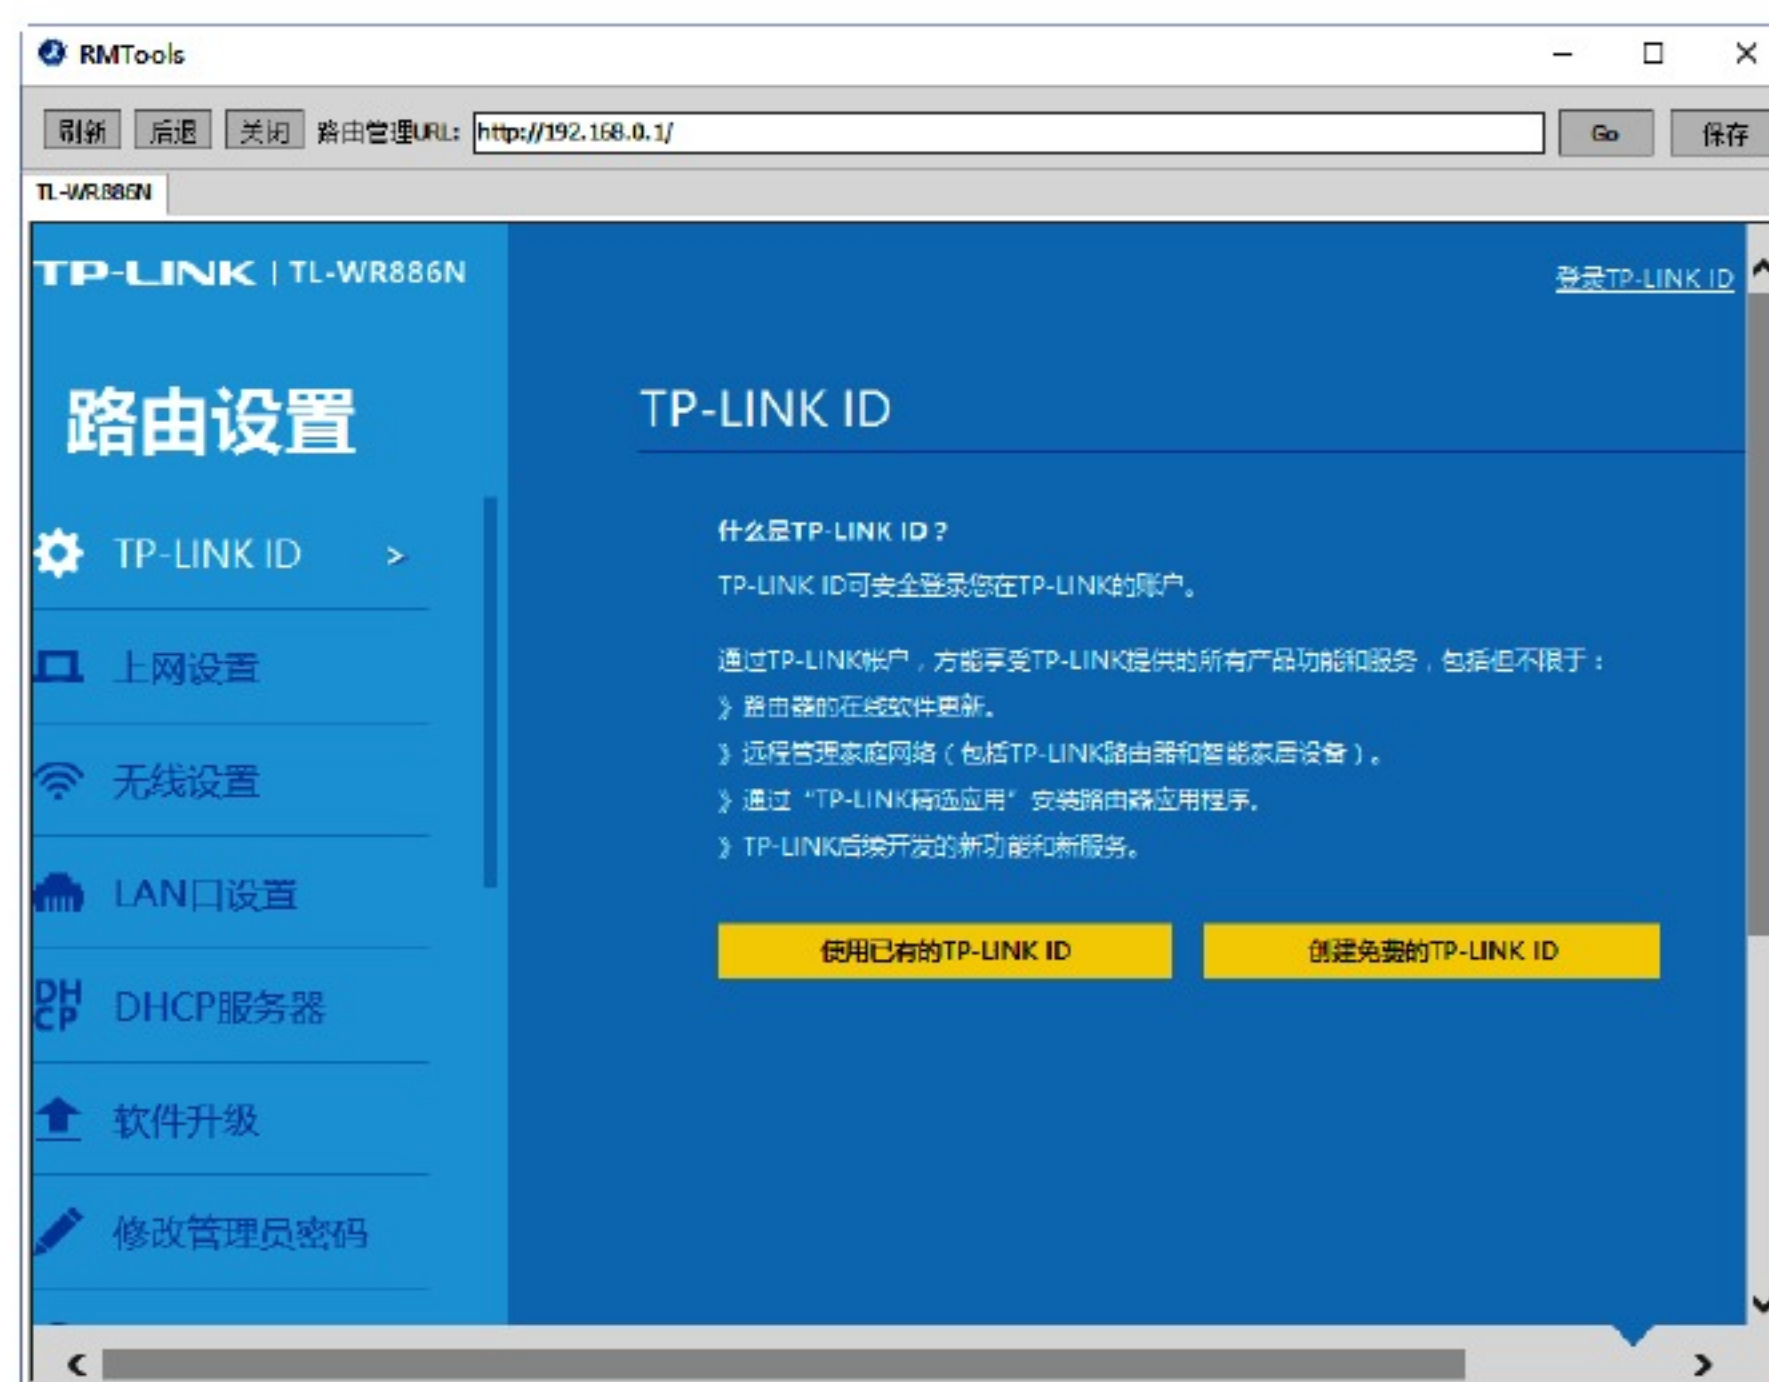 RMTools
刷新 后退 关闭 路由管理URL: http://192.168.0.1/ Go 保存
TL-WR886N
TP-LINK | TL-WR886N
登录TP-LINK ID
路由设置
TP-LINK ID >
上网设置
无线设置
LAN口设置
DHCP DHCP服务器
软件升级
修改管理员密码
TP-LINK ID
什么是TP-LINK ID？
TP-LINK ID可安全登录您在TP-LINK的账户。
通过TP-LINK帐户，方能享受TP-LINK提供的所有产品功能和服务，包括但不限于：
》路由器的在线软件更新。
》远程管理家庭网络（包括TP-LINK路由器和智能家居设备）。
》通过“TP-LINK精选应用”安装路由器应用程序。
》TP-LINK后续开发的新功能和新服务。
使用已有的TP-LINK ID 创建免费的TP-LINK ID